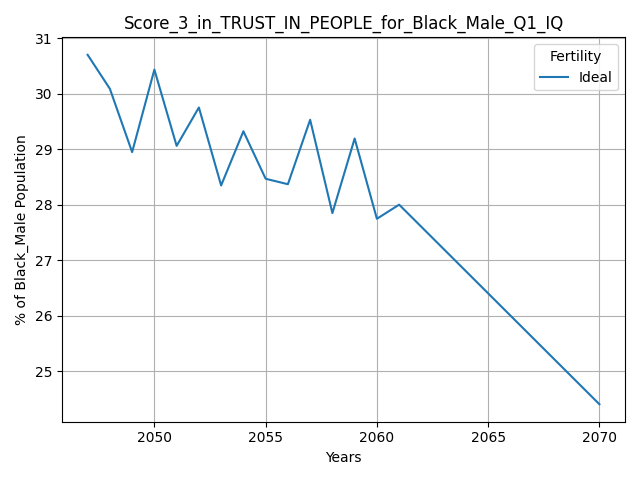 Score_3_in_TRUST_IN_PEOPLE_for_Black_Male_Q1_IQ
31
30
29
28
27
26
25
% of Black_Male Population
Fertility
Ideal
2050 2055 2060 2065 2070
Years